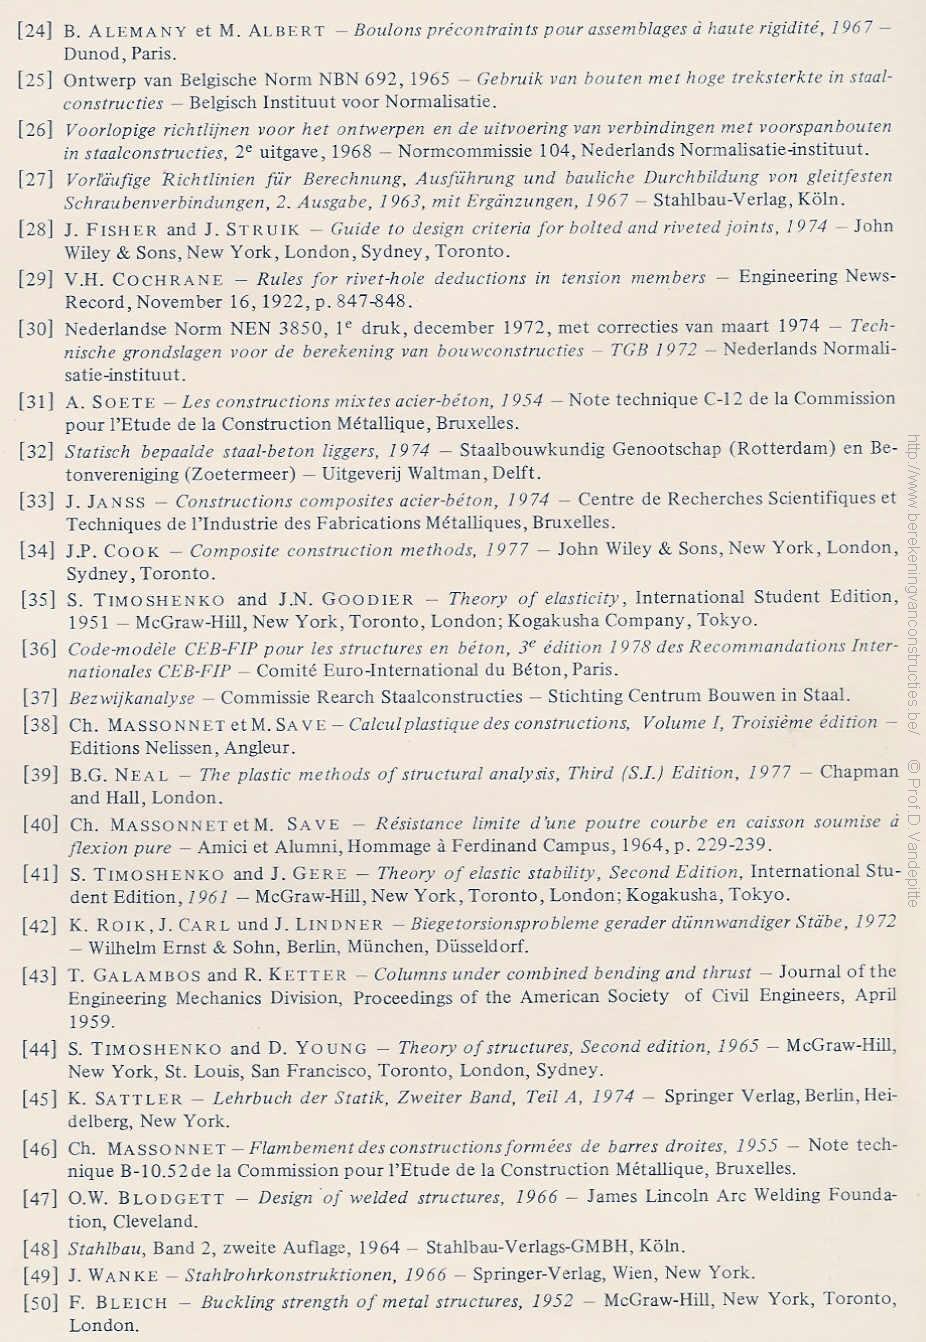 [24] B. ALEMANY et M. ALBERT – Boulons précontraints pour assemblages à haute rigidité, 1967 –
Dunod, Paris.
[25] Ontwerp van Belgische Norm NBN 692, 1965 – Gebruik van bouten met hoge treksterkte in staal-
constructies – Belgisch Instituut voor Normalisatie.
[26] Voorlopige richtlijnen voor het ontwerpen en de uitvoering van verbindingen met voorspanbouten
in staalconstructies, 2e uitgave, 1968 – Normcommissie 104, Nederlands Normalisatie-instituut.
[27] Vorläufige Richtlinien für Berechnung, Ausführung und bauliche Durchbildung von gleitfesten
Schraubenverbindungen, 2. Ausgabe, 1963, mit Ergänzungen, 1967 – Stahlbau-Verlag, Köln.
[28] J. FISHER and J. STRUIK – Guide to design criteria for bolted and riveted joints, 1974 – John
Wiley & Sons, New York, London, Sydney, Toronto.
[29] V.H. COCHRANE – Rules for rivet-hole deductions in tension members – Engineering News-
Record, November 16, 1922, p. 847-848.
[30] Nederlandse Norm NEN 3850, 1e druk, december 1972, met correcties van maart 1974 – Tech-
nische grondslagen voor de berekening van bouwconstructies – TGB 1972 – Nederlands Normali-
satie-instituut.
[31] A. SOETE – Les constructions mixtes acier-béton, 1954 – Note technique C-12 de la Commission
pour l'Etude de la Construction Métallique, Bruxelles.
[32] Statisch bepaalde staal-beton liggers, 1974 – Staalbouwkundig Genootschap (Rotterdam) en Be-
tonvereniging (Zoetermeer) – Uitgeverij Waltman, Delft.
[33] J. JANSS – Constructions composites acier-béton, 1974 – Centre de Recherches Scientifiques et
Techniques de l'Industrie des Fabrications Métalliques, Bruxelles.
[34] J.P. COOK – Composite construction methods, 1977 – John Wiley & Sons, New York, London,
Sydney, Toronto.
[35] S. TIMOSHENKO and J.N. GOODIER – Theory of elasticity, International Student Edition,
1951 – McGraw-Hill, New York, Toronto, London; Kogakusha Company, Tokyo.
[36] Code-modèle CEB-FIP pour les structures en béton, 3e édition 1978 des Recommandations Inter-
nationales CEB-FIP – Comité Euro-International du Béton, Paris.
[37] Bezwijkanalyse – Commissie Rearch Staalconstructies – Stichting Centrum Bouwen in Staal.
[38] Ch. MASSONNET et M. SAVE – Calcul plastique des constructions, Volume I, Troisième édition –
Editions Nelissen, Angleur.
[39] B.G. NEAL – The plastic methods of structural analysis, Third (S.I.) Edition, 1977 – Chapman
and Hall, London.
[40] Ch. MASSONNET et M. SAVE – Résistance limite d'une poutre courbe en caisson soumise à
flexion pure – Amici et Alumni, Hommage à Ferdinand Campus, 1964, p. 229-239.
[41] S. TIMOSHENKO and J. GERE – Theory of elastic stability, Second Edition, International Stu-
dent Edition, 1961 – McGraw-Hill, New York, Toronto, London; Kogakusha, Tokyo.
[42] K. ROIK, J. CARL und J. LINDNER – Biegetorsionsprobleme gerader dünnwandiger Stäbe, 1972
– Wilhelm Ernst & Sohn, Berlin, München, Düsseldorf.
[43] T. GALAMBOS and R. KETTER – Columns under combined bending and thrust – Journal of the
Engineering Mechanics Division, Proceedings of the American Society of Civil Engineers, April
1959.
[44] S. TIMOSHENKO and D. YOUNG – Theory of structures, Second edition, 1965 – McGraw-Hill,
New York, St. Louis, San Francisco, Toronto, London, Sydney.
[45] K. SATTLER – Lehrbuch der Statik, Zweiter Band, Teil A, 1974 – Springer Verlag, Berlin, Hei-
delberg, New York.
[46] Ch. MASSONNET – Flambement des constructions formées de barres droites, 1955 – Note tech-
nique B-10.52 de la Commission pour l'Etude de la Construction Métallique, Bruxelles.
[47] O.W. BLODGETT – Design of welded structures, 1966 – James Lincoln Arc Welding Founda-
tion, Cleveland.
[48] Stahlbau, Band 2, zweite Auflage, 1964 – Stahlbau-Verlags-GMBH, Köln.
[49] J. WANKE – Stahlrohrkonstruktionen, 1966 – Springer-Verlag, Wien, New York.
[50] F. BLEICH – Buckling strength of metal structures, 1952 – McGraw-Hill, New York, Toronto,
London.
http://www.berekeningvanconstructies.be/ © Prof D. Vandepitte